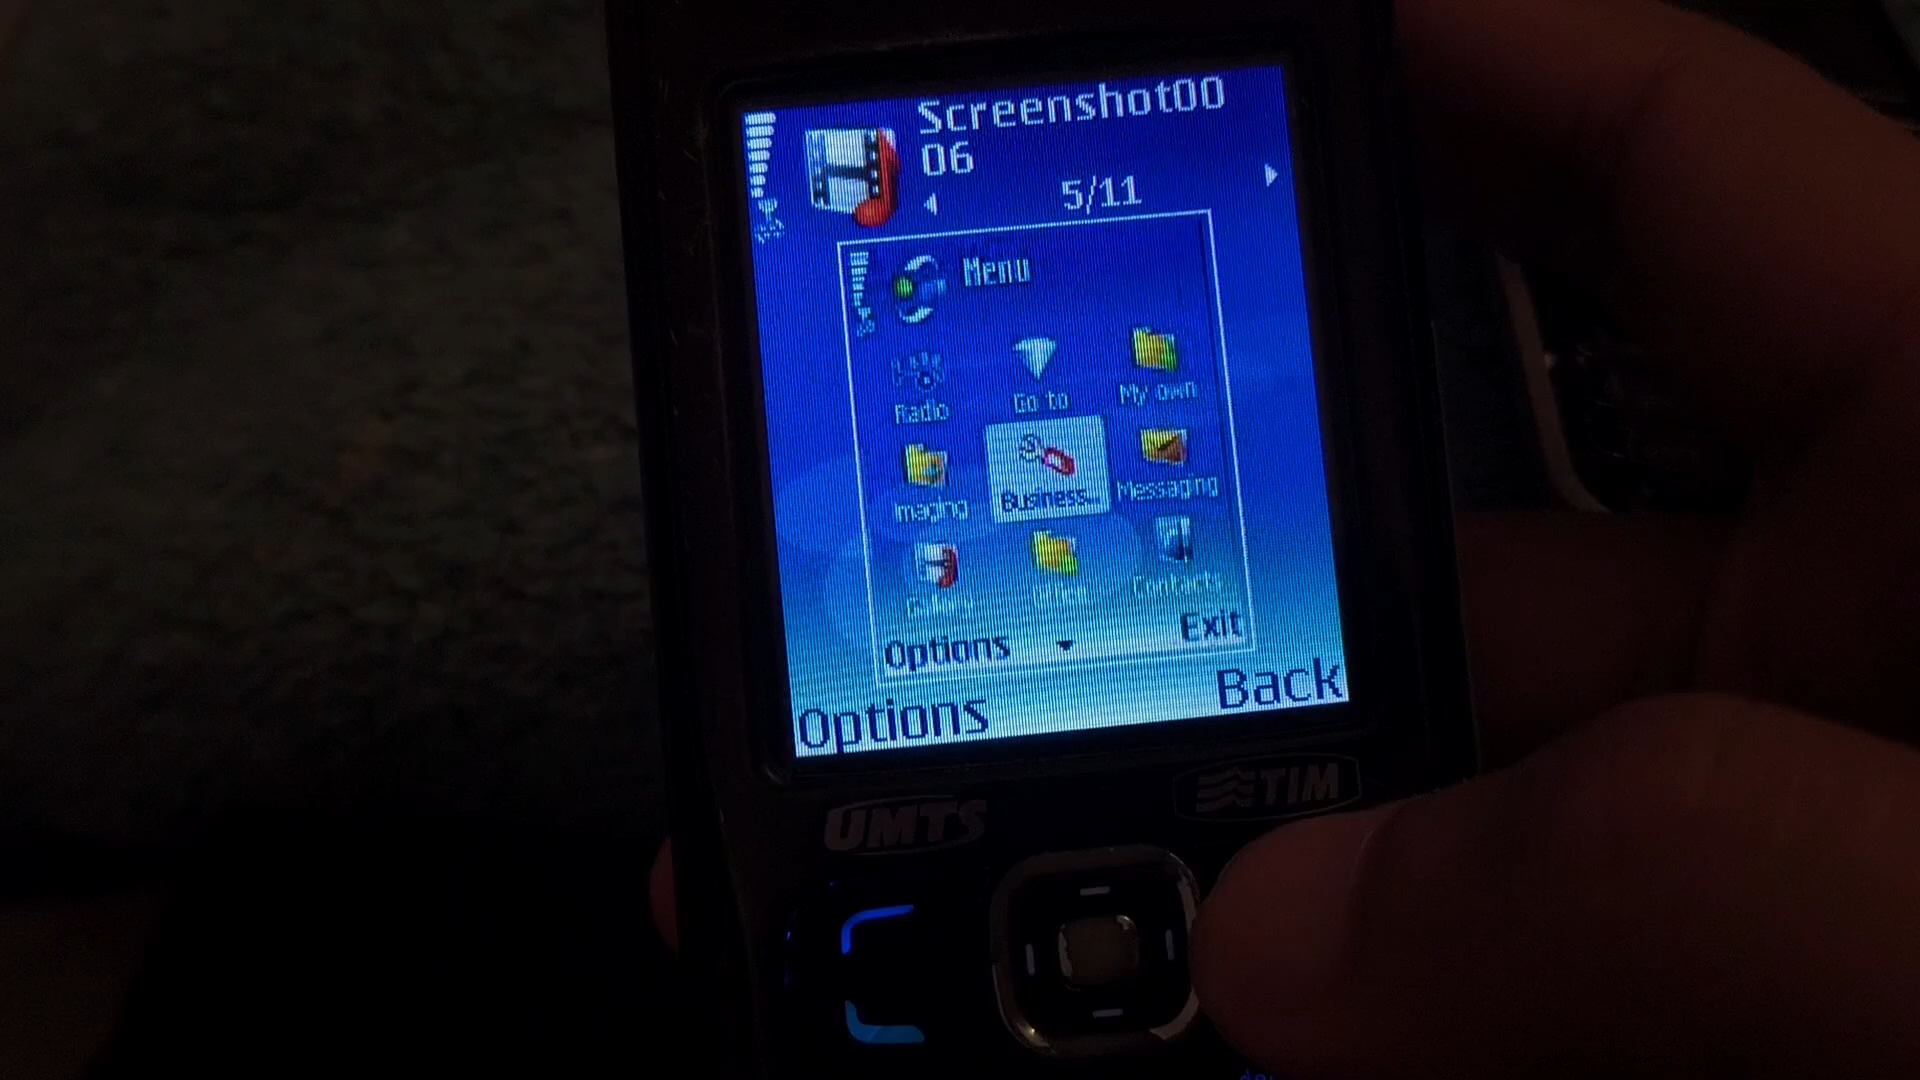 Screenshot00
06
5/11
Menu
Radio
Go to
My own
Imaging
Business...
Messaging
Contacts
Options
Exit
Options
Back
UMTS
TIM